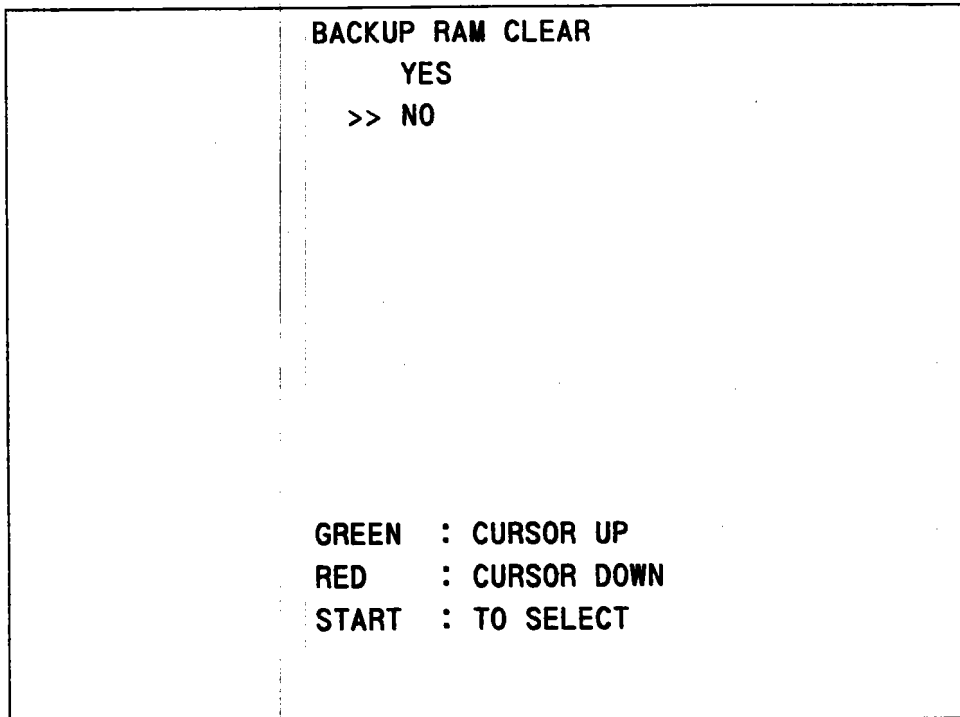 BACKUP RAM CLEAR
YES
>> NO
GREEN : CURSOR UP
RED : CURSOR DOWN
START : TO SELECT